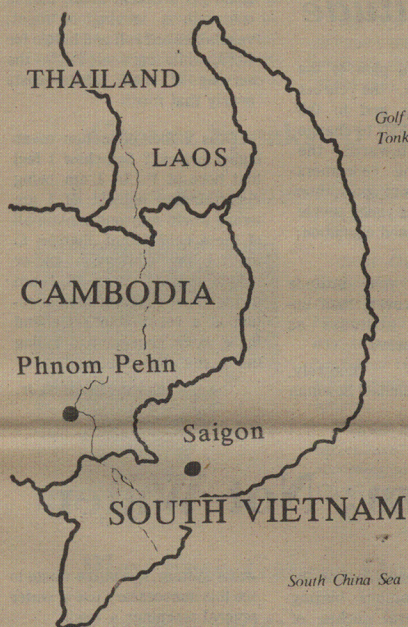 THAILAND
Golf
Tonk
LAOS
CAMBODIA
Phnom Pehn
Saigon
SOUTH VIETNAM
South China Sea